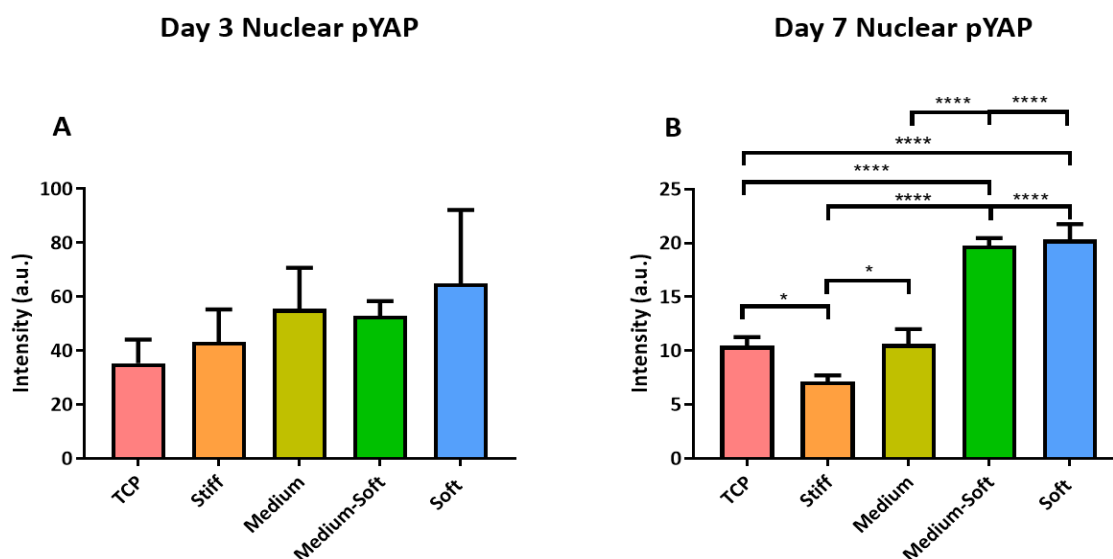 Day 3 Nuclear pYAP
Day 7 Nuclear pYAP
A
Intensity (a.u.)
100
80
60
40
20
0
TCP
Stiff
Medium
Medium-Soft
Soft
B
**** ****
****
****
**** ****
*
*
Intensity (a.u.)
25
20
15
10
5
0
TCP
Stiff
Medium
Medium-Soft
Soft